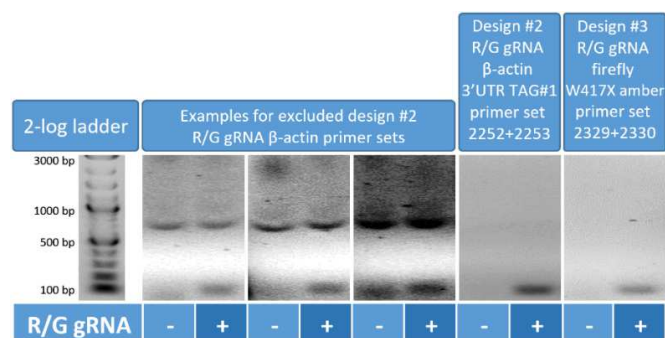 Design #2
R/G gRNA
β-actin
3'UTR TAG#1
primer set
2252+2253
Design #3
R/G gRNA
firefly
W417X amber
primer set
2329+2330
2-log ladder
Examples for excluded design #2
R/G gRNA β-actin primer sets
3000 bp
1000 bp
500 bp
100 bp
R/G gRNA - + - + - + - + - +